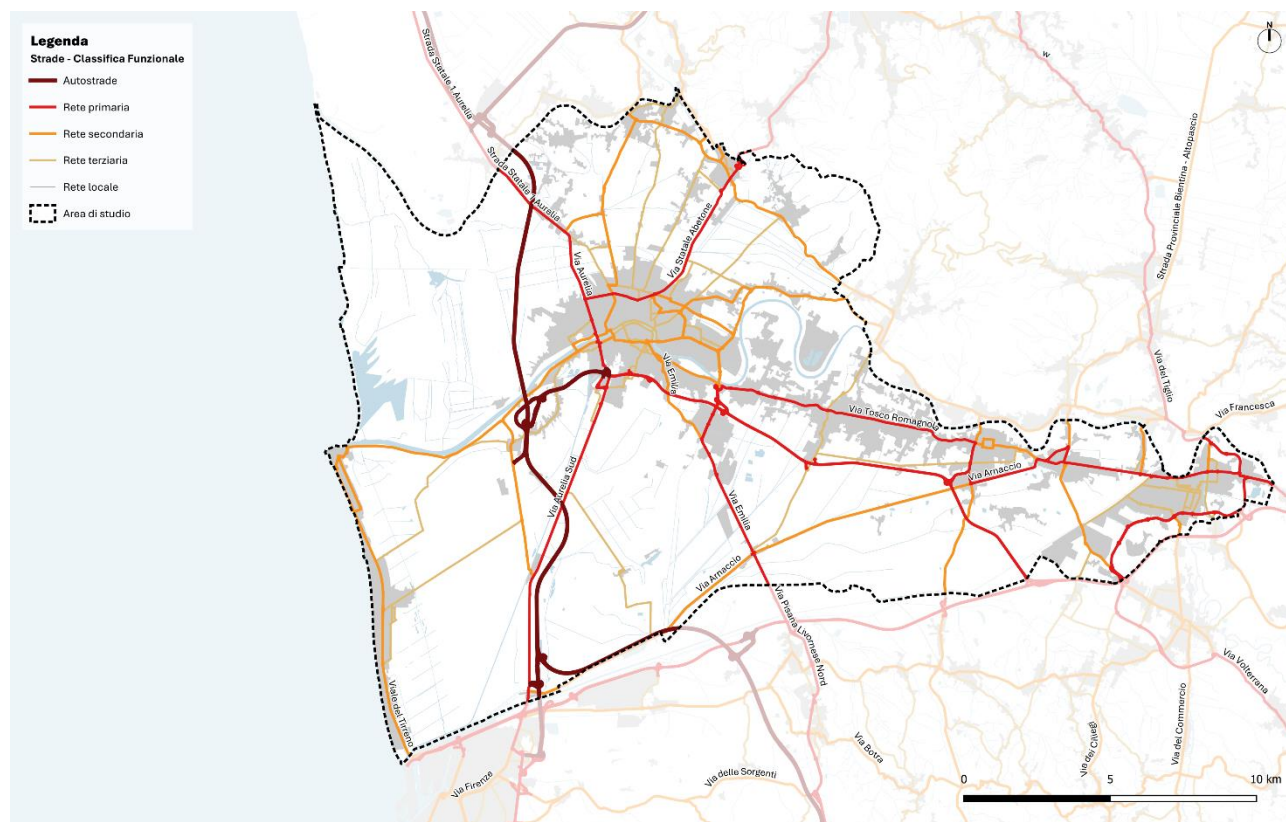 Legenda
Strade - Classifica Funzionale
Autostrade
Rete primaria
Rete secondaria
Rete terziaria
Rete locale
Area di studio
N
Strada Statale 1 Aurelia
Strada Statale 1 Aurelia
Via Aurelia
Via Statale Abetone
Strada Provinciale Bientina - Altopascio
Via del Tiglio
Via Francesca
Via Emilia
Via Tosco Romagnola
Via Arnaccio
Via Aurelia Sud
Via Emilia
Via Arnaccio
Via Pisana Livornese Nord
Viale del Tirreno
Via Volterrana
Via del Commercio
Via Botra
Via delle Sorgenti
Via Firenze
0 5 10 km